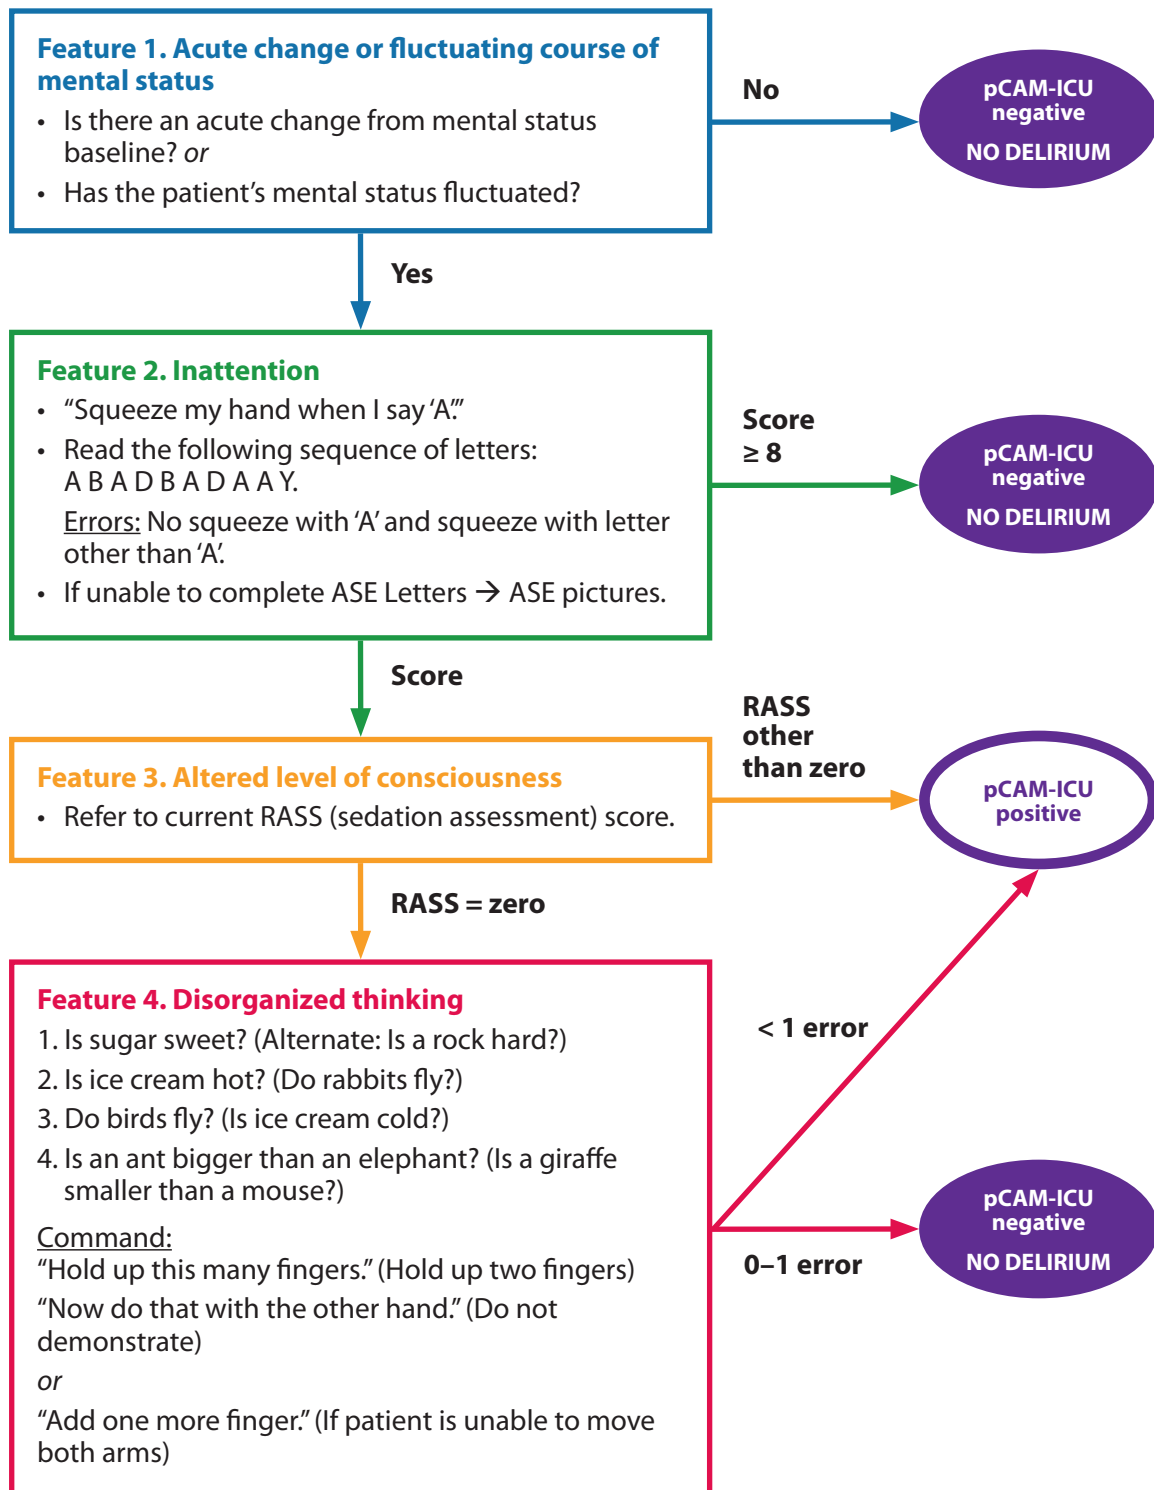 Feature 1. Acute change or fluctuating course of
mental status
• Is there an acute change from mental status
baseline? or
• Has the patient’s mental status fluctuated?
No
pCAM-ICU
negative
NO DELIRIUM
Yes
Feature 2. Inattention
• “Squeeze my hand when I say ‘A’.”
• Read the following sequence of letters:
A B A D B A D A A Y.
Errors: No squeeze with ‘A’ and squeeze with letter
other than ‘A’.
• If unable to complete ASE Letters → ASE pictures.
Score
≥ 8
pCAM-ICU
negative
NO DELIRIUM
Score
Feature 3. Altered level of consciousness
• Refer to current RASS (sedation assessment) score.
RASS
other
than zero
pCAM-ICU
positive
RASS = zero
Feature 4. Disorganized thinking
1. Is sugar sweet? (Alternate: Is a rock hard?)
2. Is ice cream hot? (Do rabbits fly?)
3. Do birds fly? (Is ice cream cold?)
4. Is an ant bigger than an elephant? (Is a giraffe
smaller than a mouse?)
Command:
“Hold up this many fingers.” (Hold up two fingers)
“Now do that with the other hand.” (Do not
demonstrate)
or
“Add one more finger.” (If patient is unable to move
both arms)
< 1 error
0–1 error
pCAM-ICU
negative
NO DELIRIUM